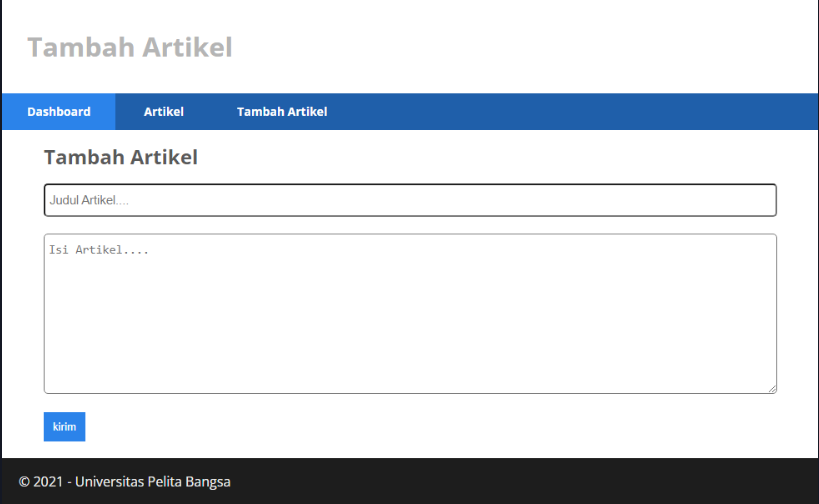 Tambah Artikel
Dashboard Artikel Tambah Artikel
Tambah Artikel
Judul Artikel....
Isi Artikel....
kirim
© 2021 - Universitas Pelita Bangsa